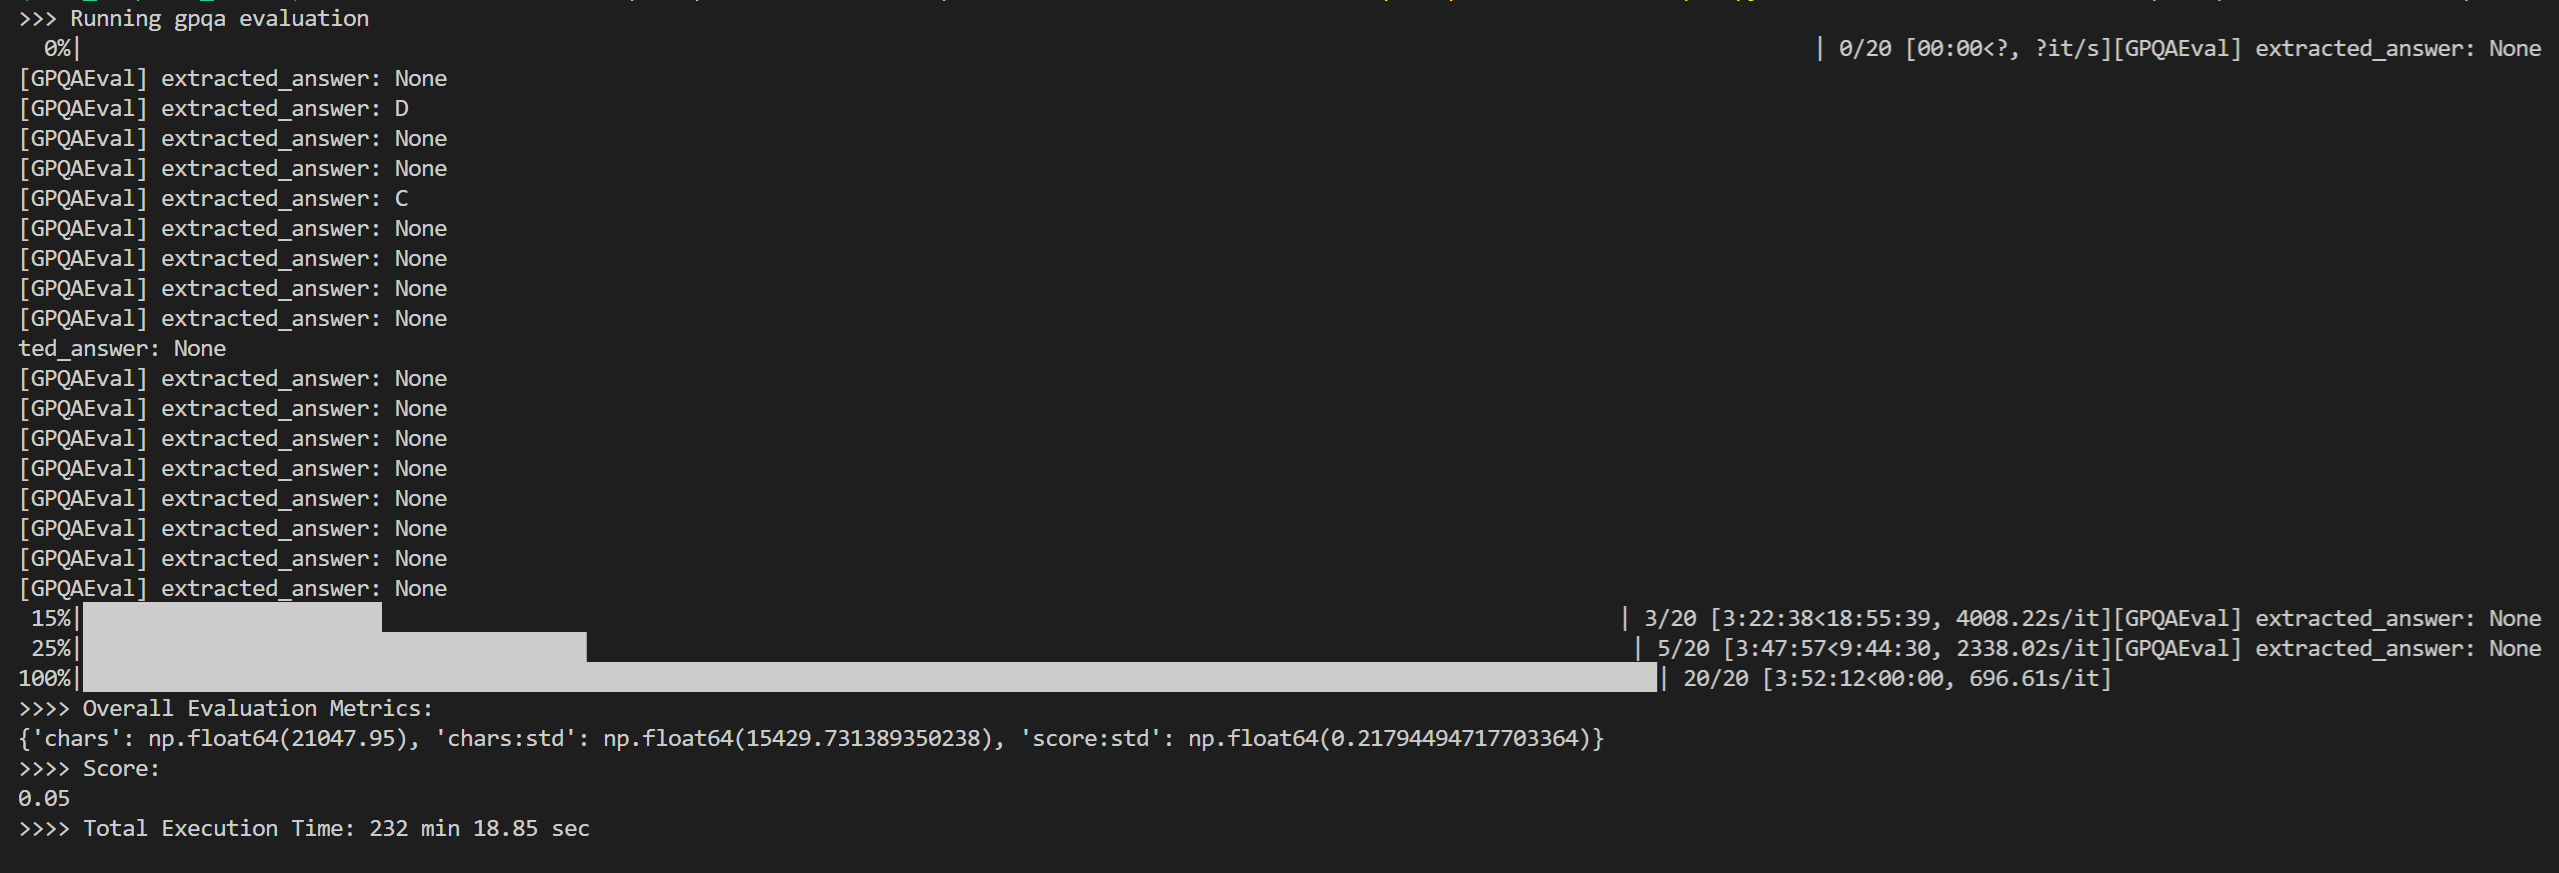 >>> Running gpqa evaluation
  0%|                    | 0/20 [00:00<?, ?it/s][GPQAEval] extracted_answer: None
[GPQAEval] extracted_answer: None
[GPQAEval] extracted_answer: D
[GPQAEval] extracted_answer: None
[GPQAEval] extracted_answer: None
[GPQAEval] extracted_answer: C
[GPQAEval] extracted_answer: None
[GPQAEval] extracted_answer: None
[GPQAEval] extracted_answer: None
[GPQAEval] extracted_answer: None
ted_answer: None
[GPQAEval] extracted_answer: None
[GPQAEval] extracted_answer: None
[GPQAEval] extracted_answer: None
[GPQAEval] extracted_answer: None
[GPQAEval] extracted_answer: None
[GPQAEval] extracted_answer: None
[GPQAEval] extracted_answer: None
[GPQAEval] extracted_answer: None
 15%|                    | 3/20 [3:22:38<18:55:39, 4008.22s/it][GPQAEval] extracted_answer: None
 25%|                    | 5/20 [3:47:57<9:44:30, 2338.02s/it][GPQAEval] extracted_answer: None
100%|                    | 20/20 [3:52:12<00:00, 696.61s/it]
>>>> Overall Evaluation Metrics:
{'chars': np.float64(21047.95), 'chars:std': np.float64(15429.731389350238), 'score:std': np.float64(0.21794494717703364)}
>>>> Score:
0.05
>>>> Total Execution Time: 232 min 18.85 sec